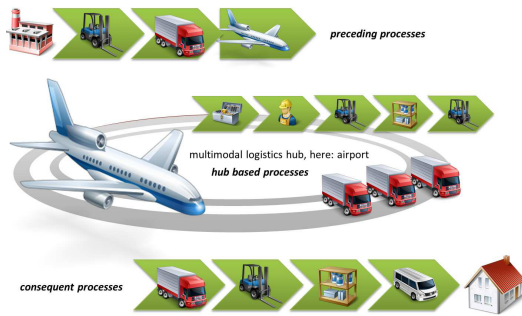 preceding processes
multimodal logistics hub, here: airport
hub based processes
consequent processes